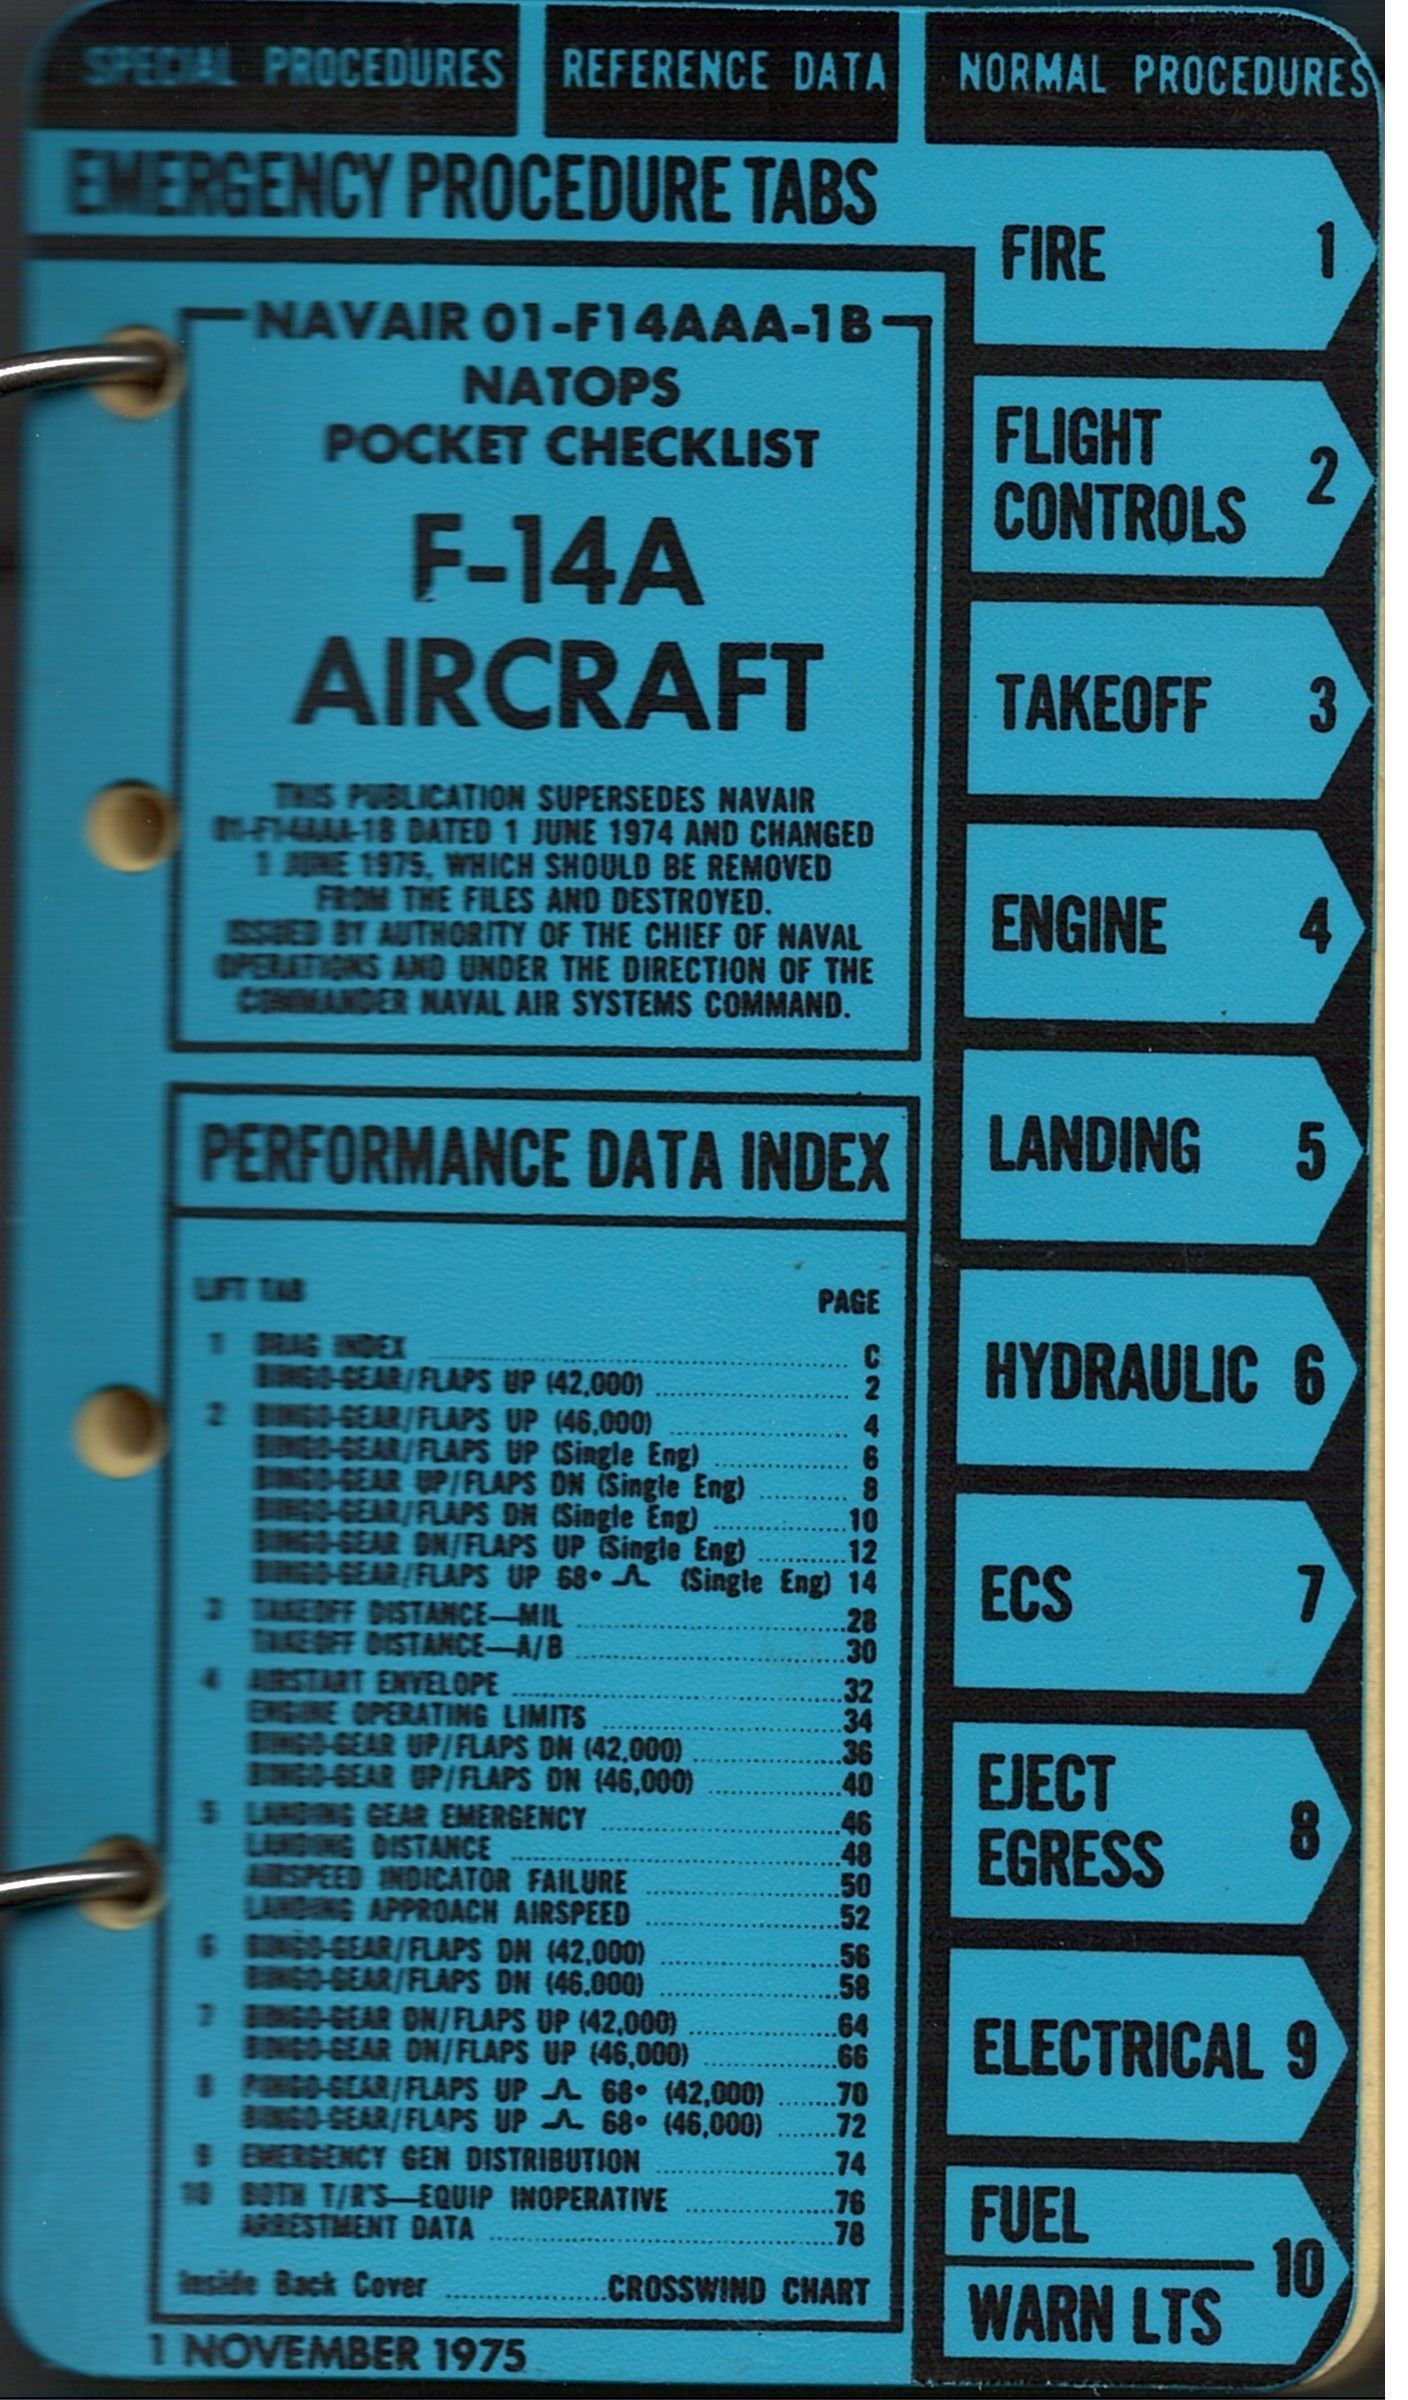 SPECIAL PROCEDURES
REFERENCE DATA
NORMAL PROCEDURES
EMERGENCY PROCEDURE TABS
NAVAIR 01-F14AAA-1B
NATOPS
POCKET CHECKLIST
F-14A
AIRCRAFT
THIS PUBLICATION SUPERSEDES NAVAIR
01-F14AAA-1B DATED 1 JUNE 1974 AND CHANGED
1 JUNE 1975, WHICH SHOULD BE REMOVED
FROM THE FILES AND DESTROYED.
ISSUED BY AUTHORITY OF THE CHIEF OF NAVAL
OPERATIONS AND UNDER THE DIRECTION OF THE
COMMANDER NAVAL AIR SYSTEMS COMMAND.
PERFORMANCE DATA INDEX
LIFT TAB PAGE
1 DRAG INDEX C
BINGO-GEAR/FLAPS UP (42,000) 2
2 BINGO-GEAR/FLAPS UP (46,000) 4
BINGO-GEAR/FLAPS UP (Single Eng) 6
BINGO-GEAR UP/FLAPS DN (Single Eng) 8
BINGO-GEAR/FLAPS DN (Single Eng) 10
BINGO-GEAR DN/FLAPS UP (Single Eng) 12
BINGO-GEAR/FLAPS UP 68° (Single Eng) 14
3 TAKEOFF DISTANCE—MIL 28
TAKEOFF DISTANCE—A/B 30
4 AIRSTART ENVELOPE 32
ENGINE OPERATING LIMITS 34
BINGO-GEAR UP/FLAPS DN (42,000) 36
BINGO-GEAR UP/FLAPS DN (46,000) 40
5 LANDING GEAR EMERGENCY 46
LANDING DISTANCE 48
AIRSPEED INDICATOR FAILURE 50
LANDING APPROACH AIRSPEED 52
6 BINGO-GEAR/FLAPS DN (42,000) 56
BINGO-GEAR/FLAPS DN (46,000) 58
7 BINGO-GEAR DN/FLAPS UP (42,000) 64
BINGO-GEAR DN/FLAPS UP (46,000) 66
8 BINGO-GEAR/FLAPS UP 68° (42,000) 70
BINGO-GEAR/FLAPS UP 68° (46,000) 72
9 EMERGENCY GEN DISTRIBUTION 74
10 BOTH T/R'S—EQUIP INOPERATIVE 76
ARRESTMENT DATA 78
Inside Back Cover CROSSWIND CHART
1 NOVEMBER 1975
FIRE 1
FLIGHT
CONTROLS 2
TAKEOFF 3
ENGINE 4
LANDING 5
HYDRAULIC 6
ECS 7
EJECT
EGRESS 8
ELECTRICAL 9
FUEL
WARN LTS 10